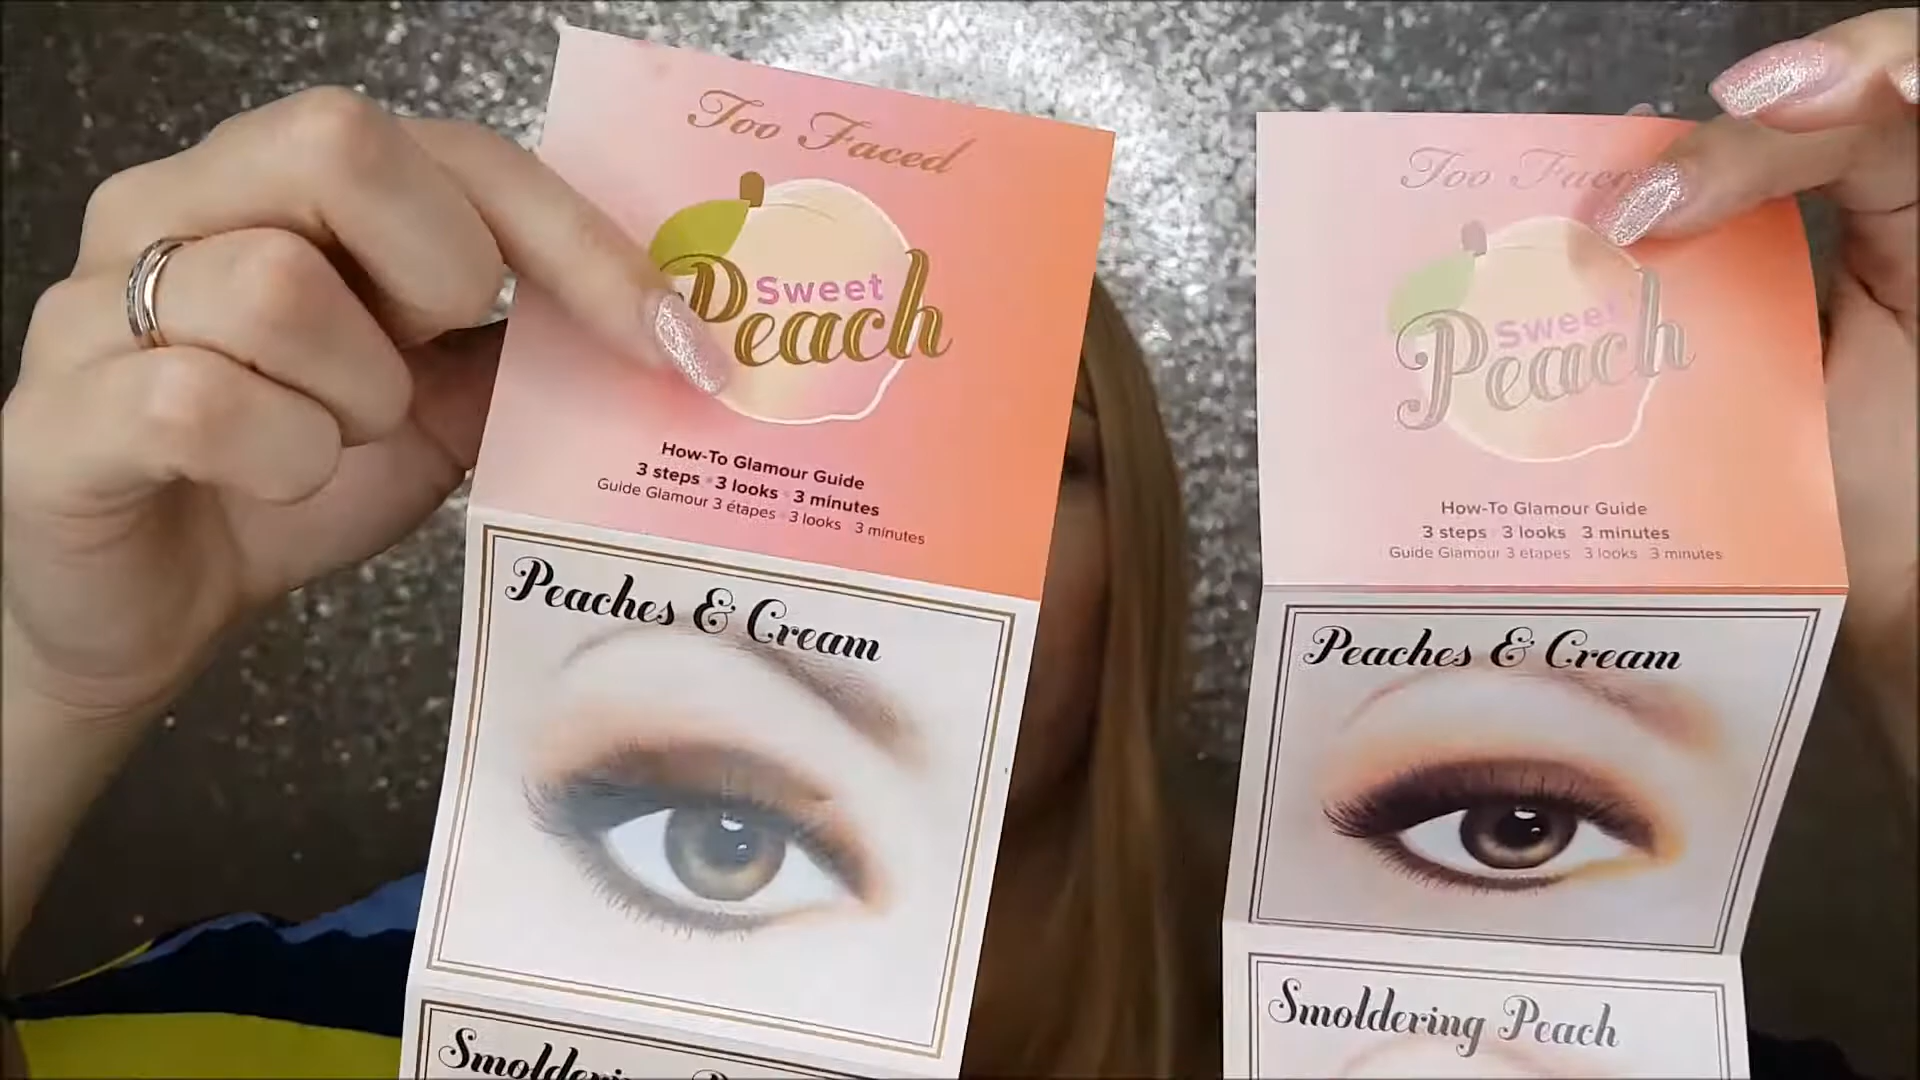 Too Faced
Sweet
Peach
How-To Glamour Guide
3 steps · 3 looks · 3 minutes
Guide Glamour 3 étapes · 3 looks · 3 minutes
Peaches & Cream
Too
Sweet
Peach
How-To Glamour Guide
3 steps · 3 looks · 3 minutes
Guide Glamour 3 étapes · 3 looks · 3 minutes
Peaches & Cream
Smoldering Peach